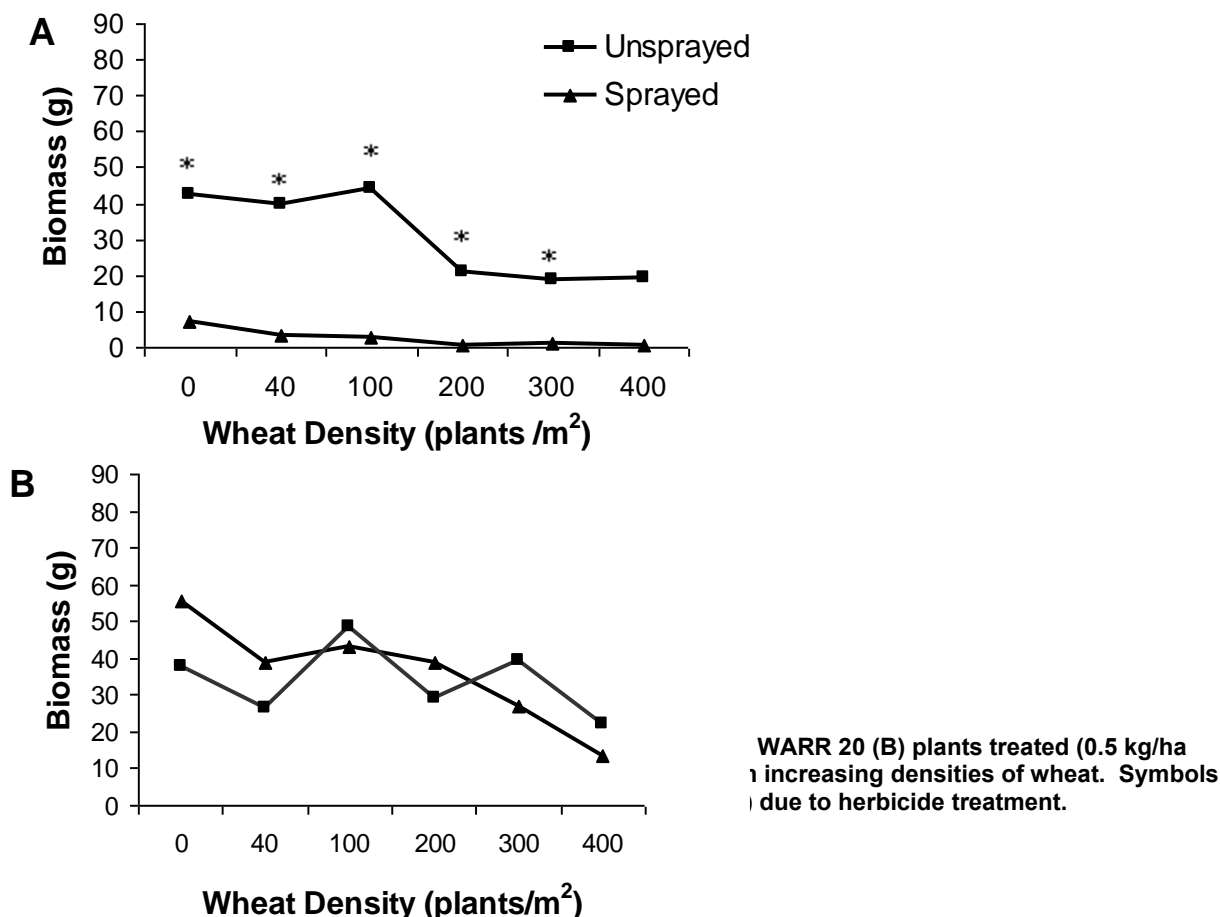 A
90
80
70
60
50
40
30
20
10
0
Biomass (g)
Unsprayed
Sprayed
*
*
*
*
*
0 40 100 200 300 400
Wheat Density (plants /m²)
B
90
80
70
60
50
40
30
20
10
0
Biomass (g)
0 40 100 200 300 400
Wheat Density (plants/m²)
WARR 20 (B) plants treated (0.5 kg/ha
increasing densities of wheat. Symbols
) due to herbicide treatment.